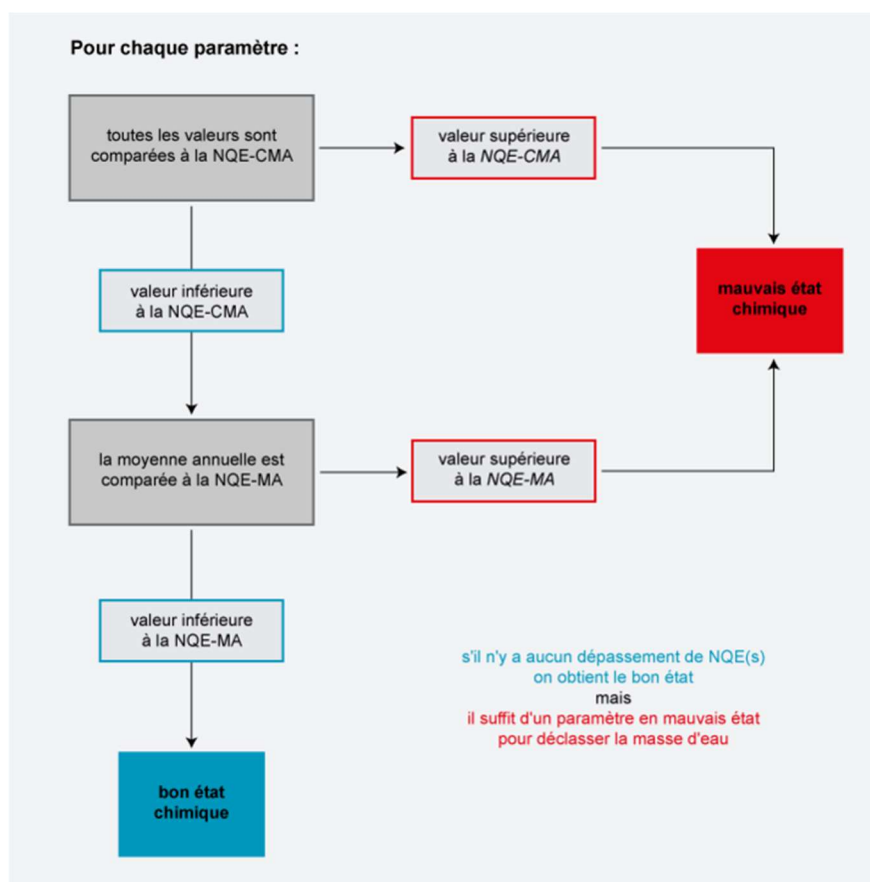 Pour chaque paramètre :
toutes les valeurs sont
comparées à la NQE-CMA
valeur supérieure
à la NQE-CMA
mauvais état
chimique
valeur inférieure
à la NQE-CMA
la moyenne annuelle est
comparée à la NQE-MA
valeur supérieure
à la NQE-MA
valeur inférieure
à la NQE-MA
s'il n'y a aucun dépassement de NQE(s)
on obtient le bon état
mais
il suffit d'un paramètre en mauvais état
pour déclasser la masse d'eau
bon état
chimique